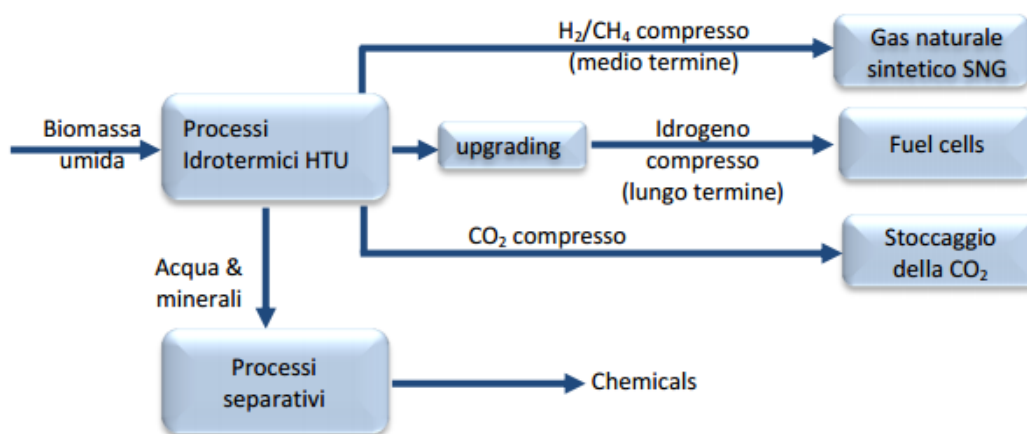 H₂/CH₄ compresso
(medio termine)
Gas naturale
sintetico SNG
Biomassa
umida
Processi
Idrotermici HTU
upgrading
Idrogeno
compresso
(lungo termine)
Fuel cells
CO₂ compresso
Stoccaggio
della CO₂
Acqua &
minerali
Processi
separativi
Chemicals